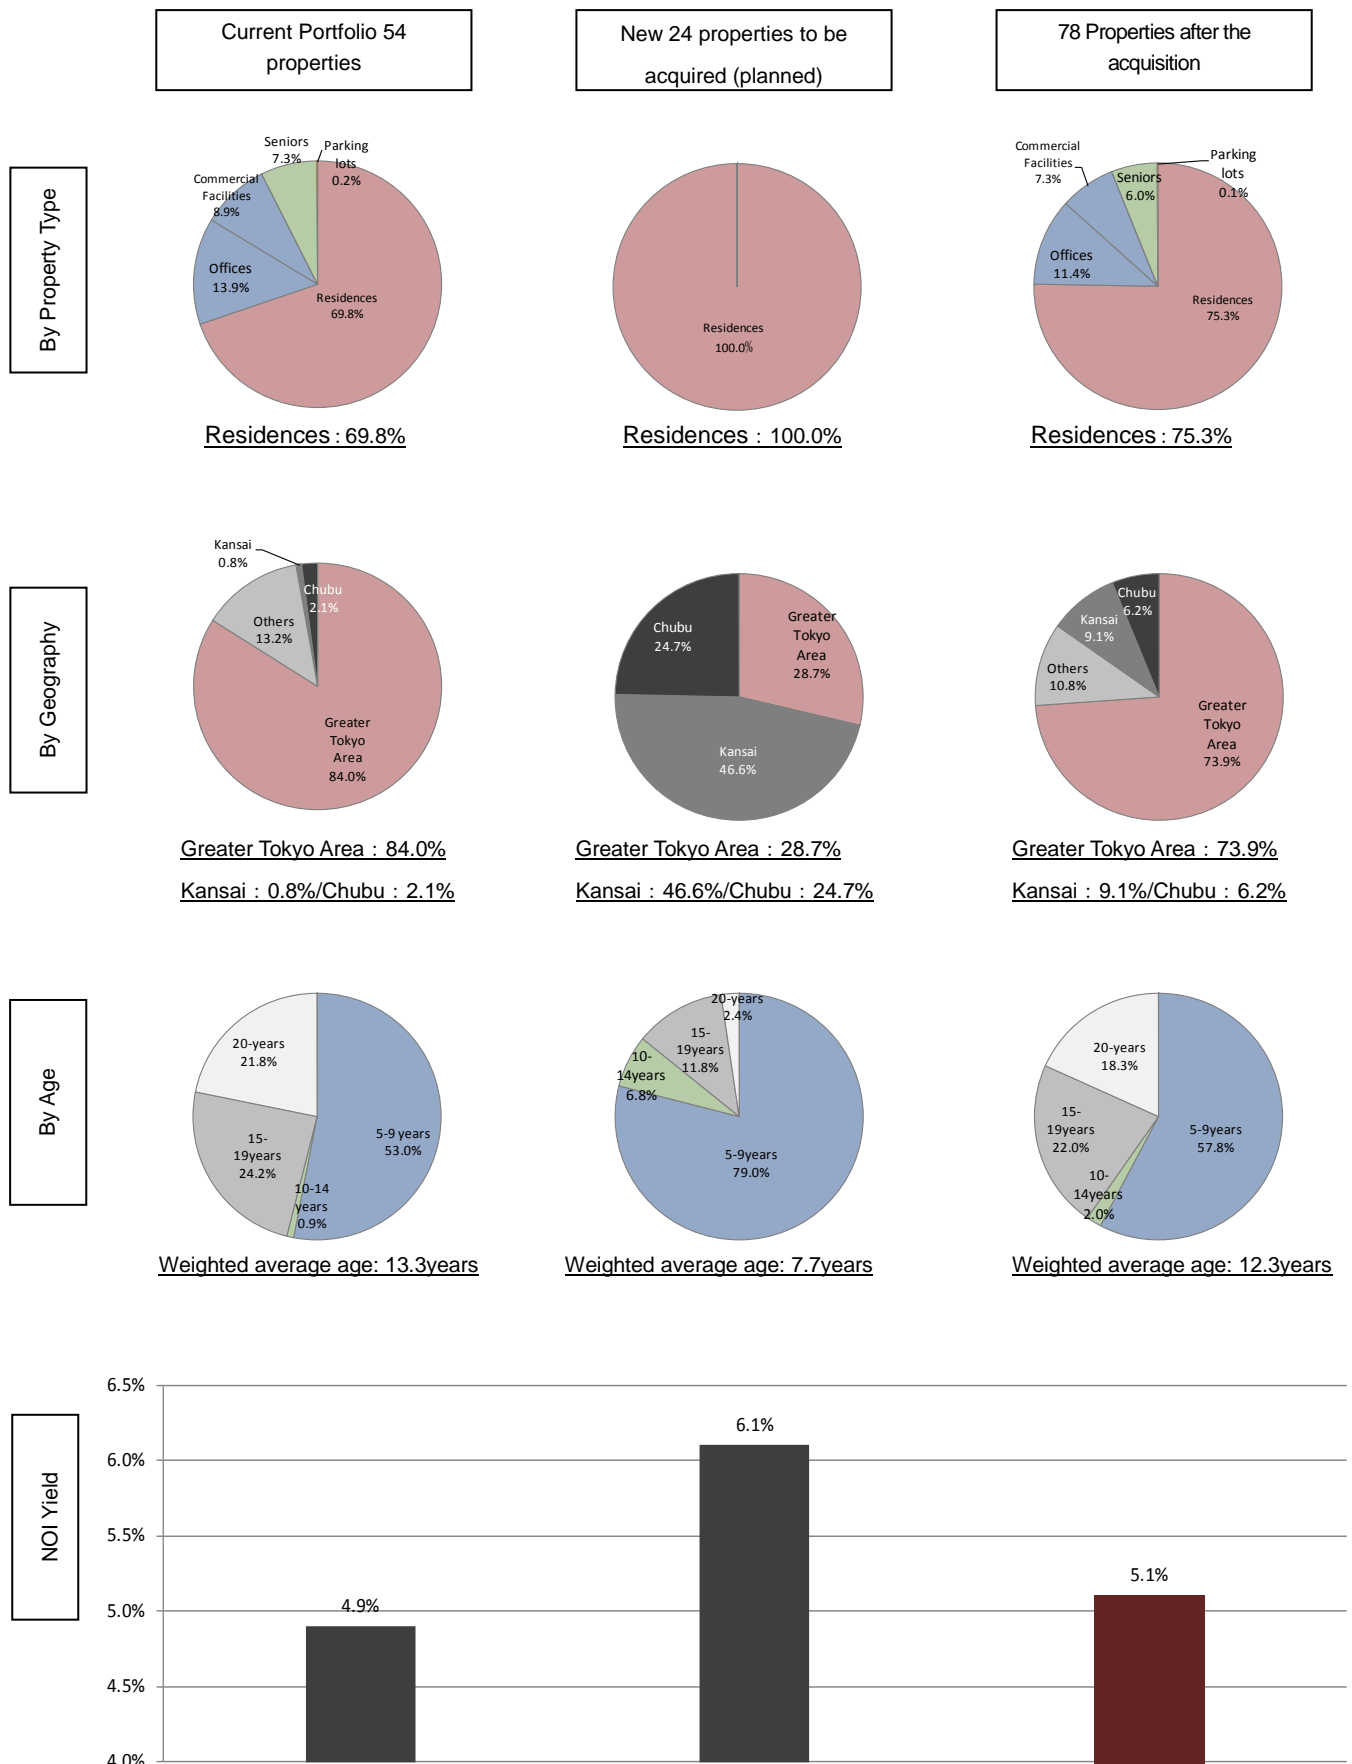 Current Portfolio 54
properties
New 24 properties to be
acquired (planned)
78 Properties after the
acquisition
By Property Type
Seniors
7.3%
Parking
lots
0.2%
Commercial
Facilities
8.9%
Offices
13.9%
Residences
69.8%
Residences
100.0%
Commercial
Facilities
7.3%
Seniors
6.0%
Parking
lots
0.1%
Offices
11.4%
Residences
75.3%
Residences : 69.8%
Residences : 100.0%
Residences : 75.3%
By Geography
Kansai
0.8%
Chubu
2.1%
Others
13.2%
Greater
Tokyo
Area
84.0%
Chubu
24.7%
Greater
Tokyo
Area
28.7%
Kansai
46.6%
Chubu
6.2%
Kansai
9.1%
Others
10.8%
Greater
Tokyo
Area
73.9%
Greater Tokyo Area : 84.0%
Kansai : 0.8%/Chubu : 2.1%
Greater Tokyo Area : 28.7%
Kansai : 46.6%/Chubu : 24.7%
Greater Tokyo Area : 73.9%
Kansai : 9.1%/Chubu : 6.2%
By Age
20-years
21.8%
15-
19years
24.2%
10-14
years
0.9%
5-9 years
53.0%
20-years
2.4%
15-
19years
11.8%
10-
14years
6.8%
5-9years
79.0%
20-years
18.3%
15-
19years
22.0%
10-
14years
2.0%
5-9years
57.8%
Weighted average age: 13.3years
Weighted average age: 7.7years
Weighted average age: 12.3years
NOI Yield
6.5%
6.0%
5.5%
5.0%
4.5%
4.0%
4.9%
6.1%
5.1%